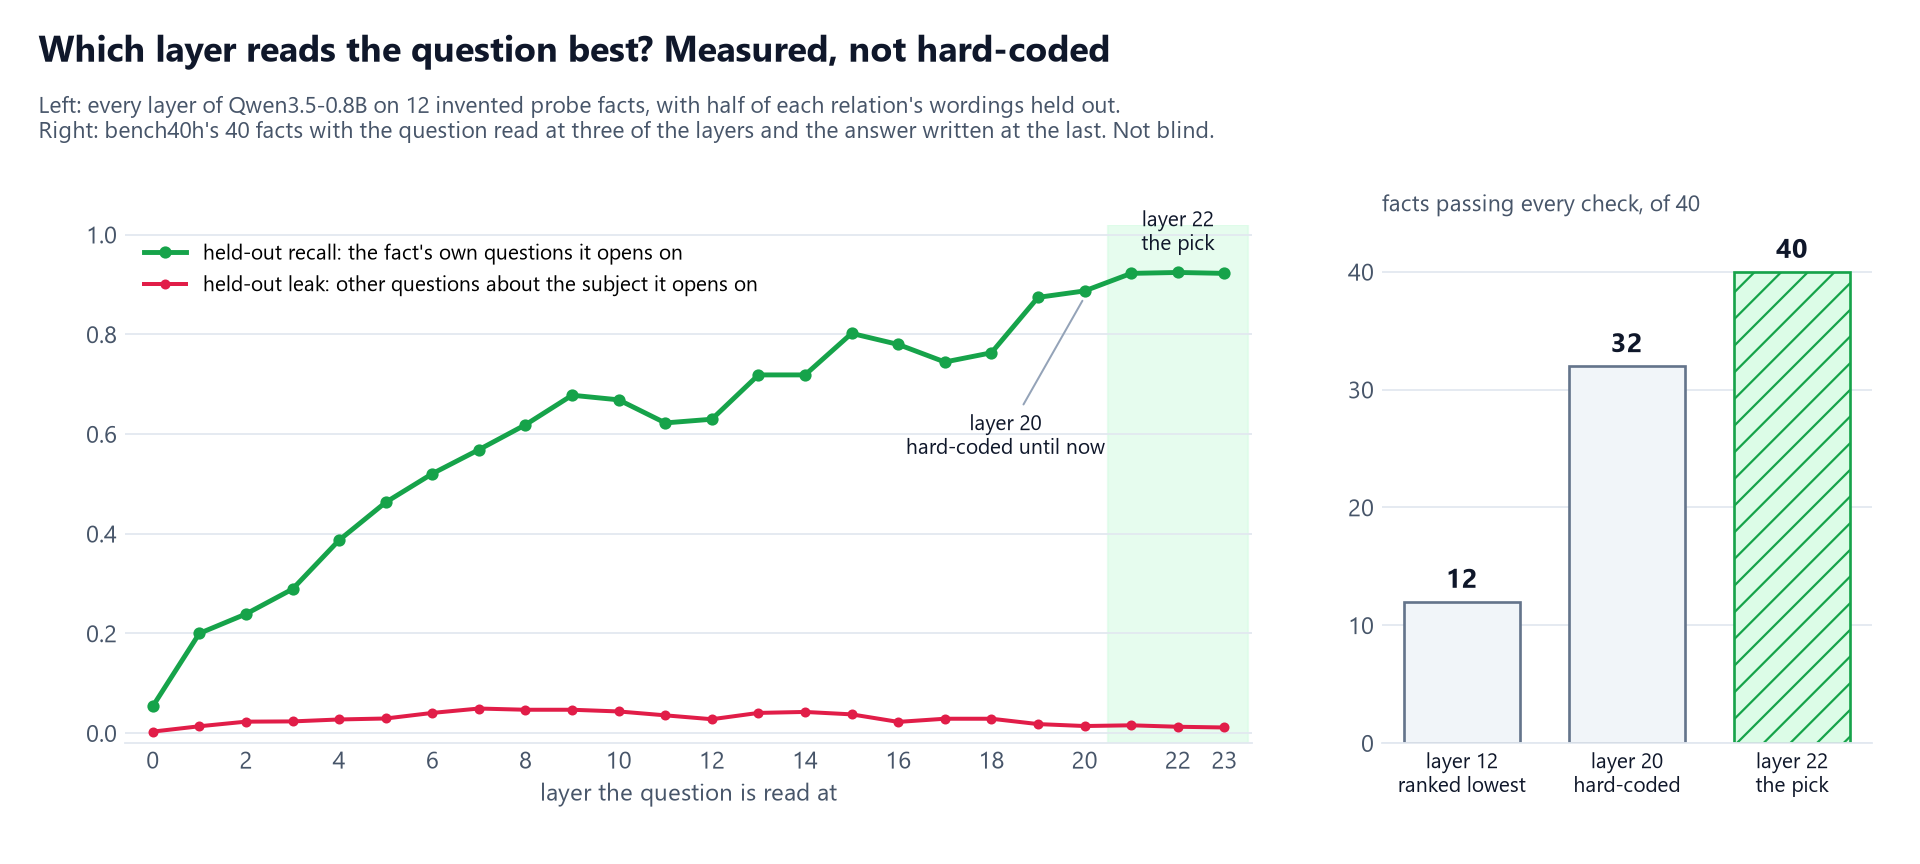 Which layer reads the question best? Measured, not hard-coded
Left: every layer of Qwen3.5-0.8B on 12 invented probe facts, with half of each relation's wordings held out.
Right: bench40h's 40 facts with the question read at three of the layers and the answer written at the last. Not blind.
held-out recall: the fact's own questions it opens on
held-out leak: other questions about the subject it opens on
layer 22
the pick
layer 20
hard-coded until now
1.0
0.8
0.6
0.4
0.2
0.0
0 2 4 6 8 10 12 14 16 18 20 22 23
layer the question is read at
facts passing every check, of 40
40
30
20
10
0
12
32
40
layer 12
ranked lowest
layer 20
hard-coded
layer 22
the pick